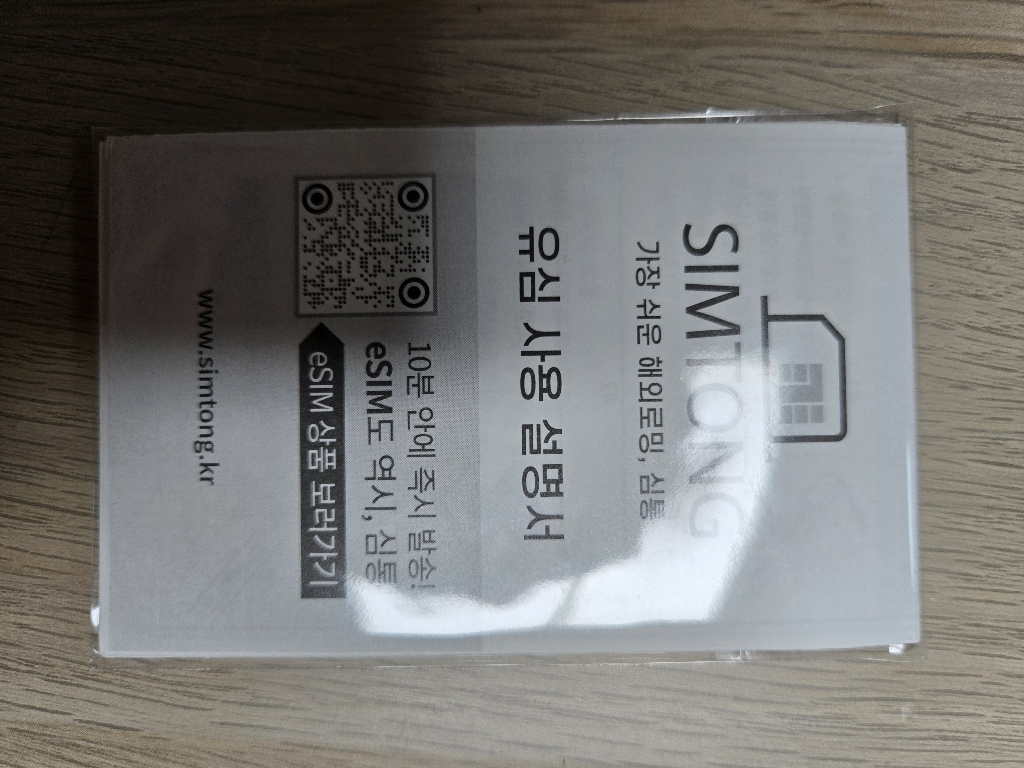 SIMTONG
가장 쉬운 해외로밍, 심통
유심 사용 설명서
10분 안에 즉시 발송!
eSIM도 역시, 심통
eSIM 상품 보러가기
www.simtong.kr